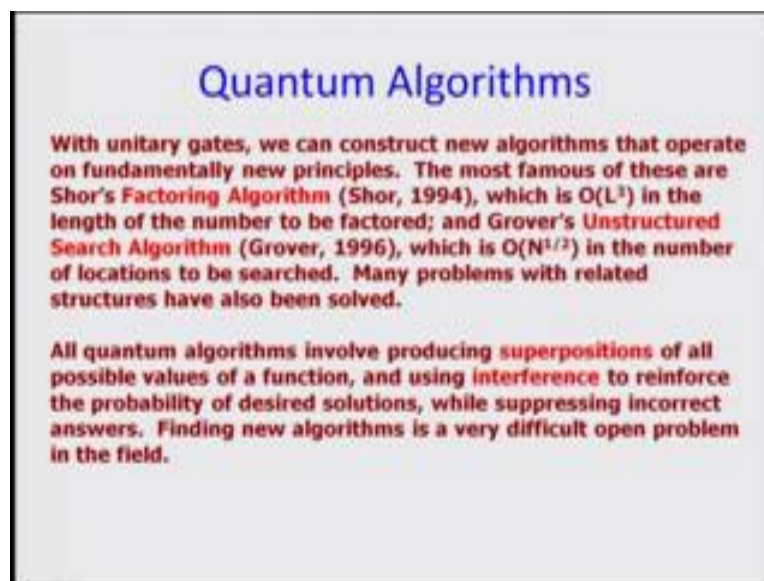 Quantum Algorithms
With unitary gates, we can construct new algorithms that operate
on fundamentally new principles. The most famous of these are
Shor's Factoring Algorithm (Shor, 1994), which is O(L³) in the
length of the number to be factored; and Grover's Unstructured
Search Algorithm (Grover, 1996), which is O(N¹/²) in the number
of locations to be searched. Many problems with related
structures have also been solved.
All quantum algorithms involve producing superpositions of all
possible values of a function, and using interference to reinforce
the probability of desired solutions, while suppressing incorrect
answers. Finding new algorithms is a very difficult open problem
in the field.